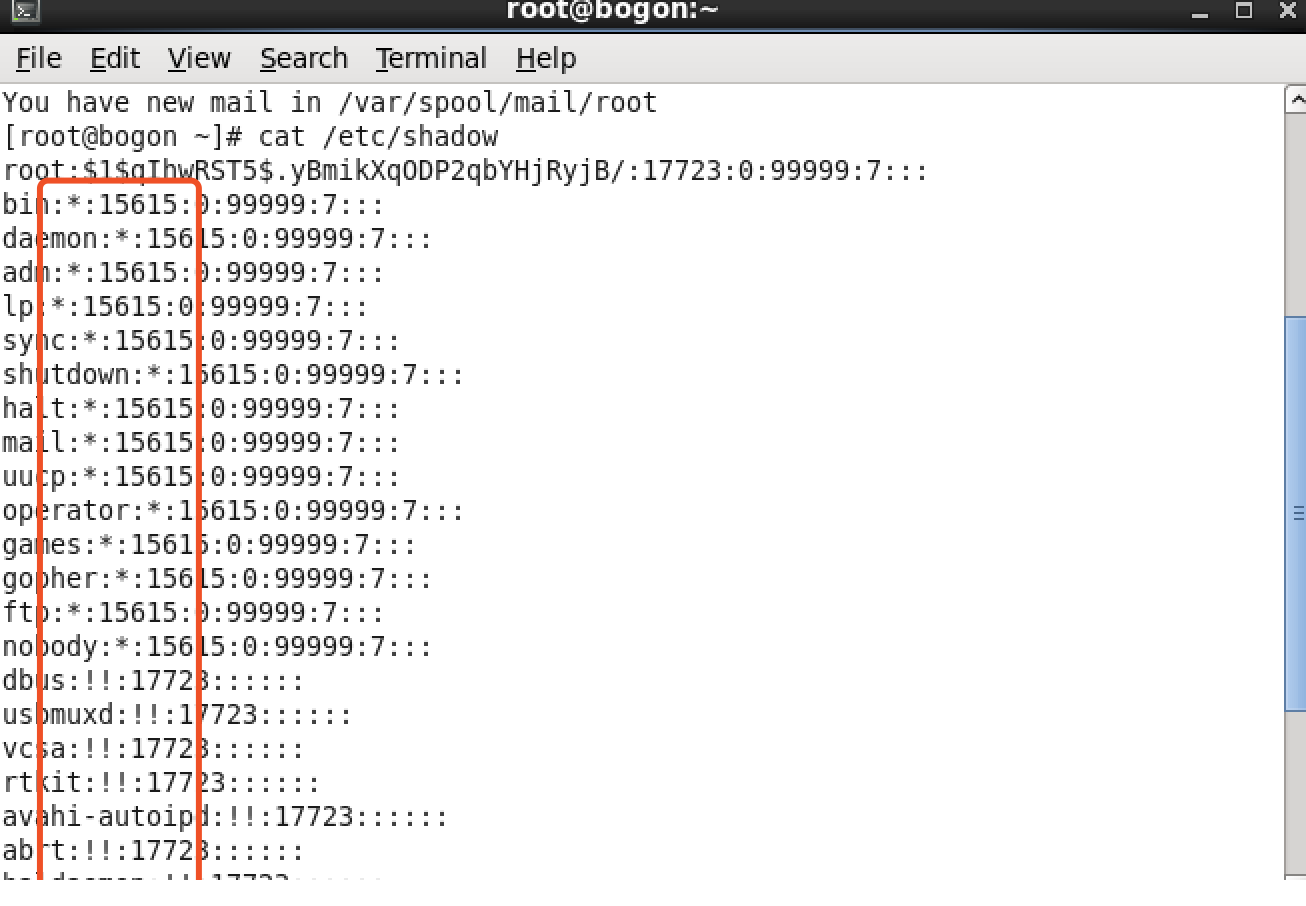 root@bogon:~
File Edit View Search Terminal Help
You have new mail in /var/spool/mail/root
[root@bogon ~]# cat /etc/shadow
root:$1$qIhwRST5$.yBmikXqODP2qbYHjRyjB/:17723:0:99999:7:::
bin:*:15615:0:99999:7:::
daemon:*:15615:0:99999:7:::
adm:*:15615:0:99999:7:::
lp:*:15615:0:99999:7:::
sync:*:15615:0:99999:7:::
shutdown:*:15615:0:99999:7:::
halt:*:15615:0:99999:7:::
mail:*:15615:0:99999:7:::
uucp:*:15615:0:99999:7:::
operator:*:15615:0:99999:7:::
games:*:15615:0:99999:7:::
gopher:*:15615:0:99999:7:::
ftp:*:15615:0:99999:7:::
nobody:*:15615:0:99999:7:::
dbus:!!:17723::::::
usbmuxd:!!:17723::::::
vcsa:!!:17723::::::
rtkit:!!:17723::::::
avahi-autoipd:!!:17723::::::
abrt:!!:17723::::::